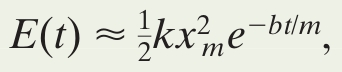 E(t) ≈ ½kx²ₘe^{−bt/m},